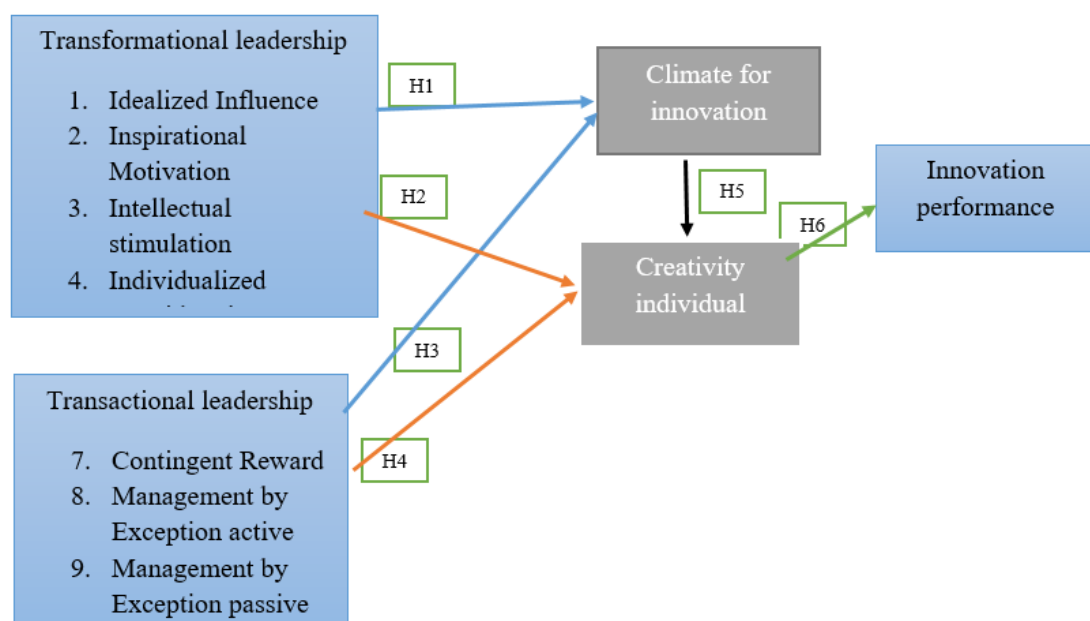 Transformational leadership
1. Idealized Influence
2. Inspirational
Motivation
3. Intellectual
stimulation
4. Individualized
Transactional leadership
7. Contingent Reward
8. Management by
Exception active
9. Management by
Exception passive
H1
H2
H3
H4
Climate for
innovation
H5
Creativity
individual
H6
Innovation
performance